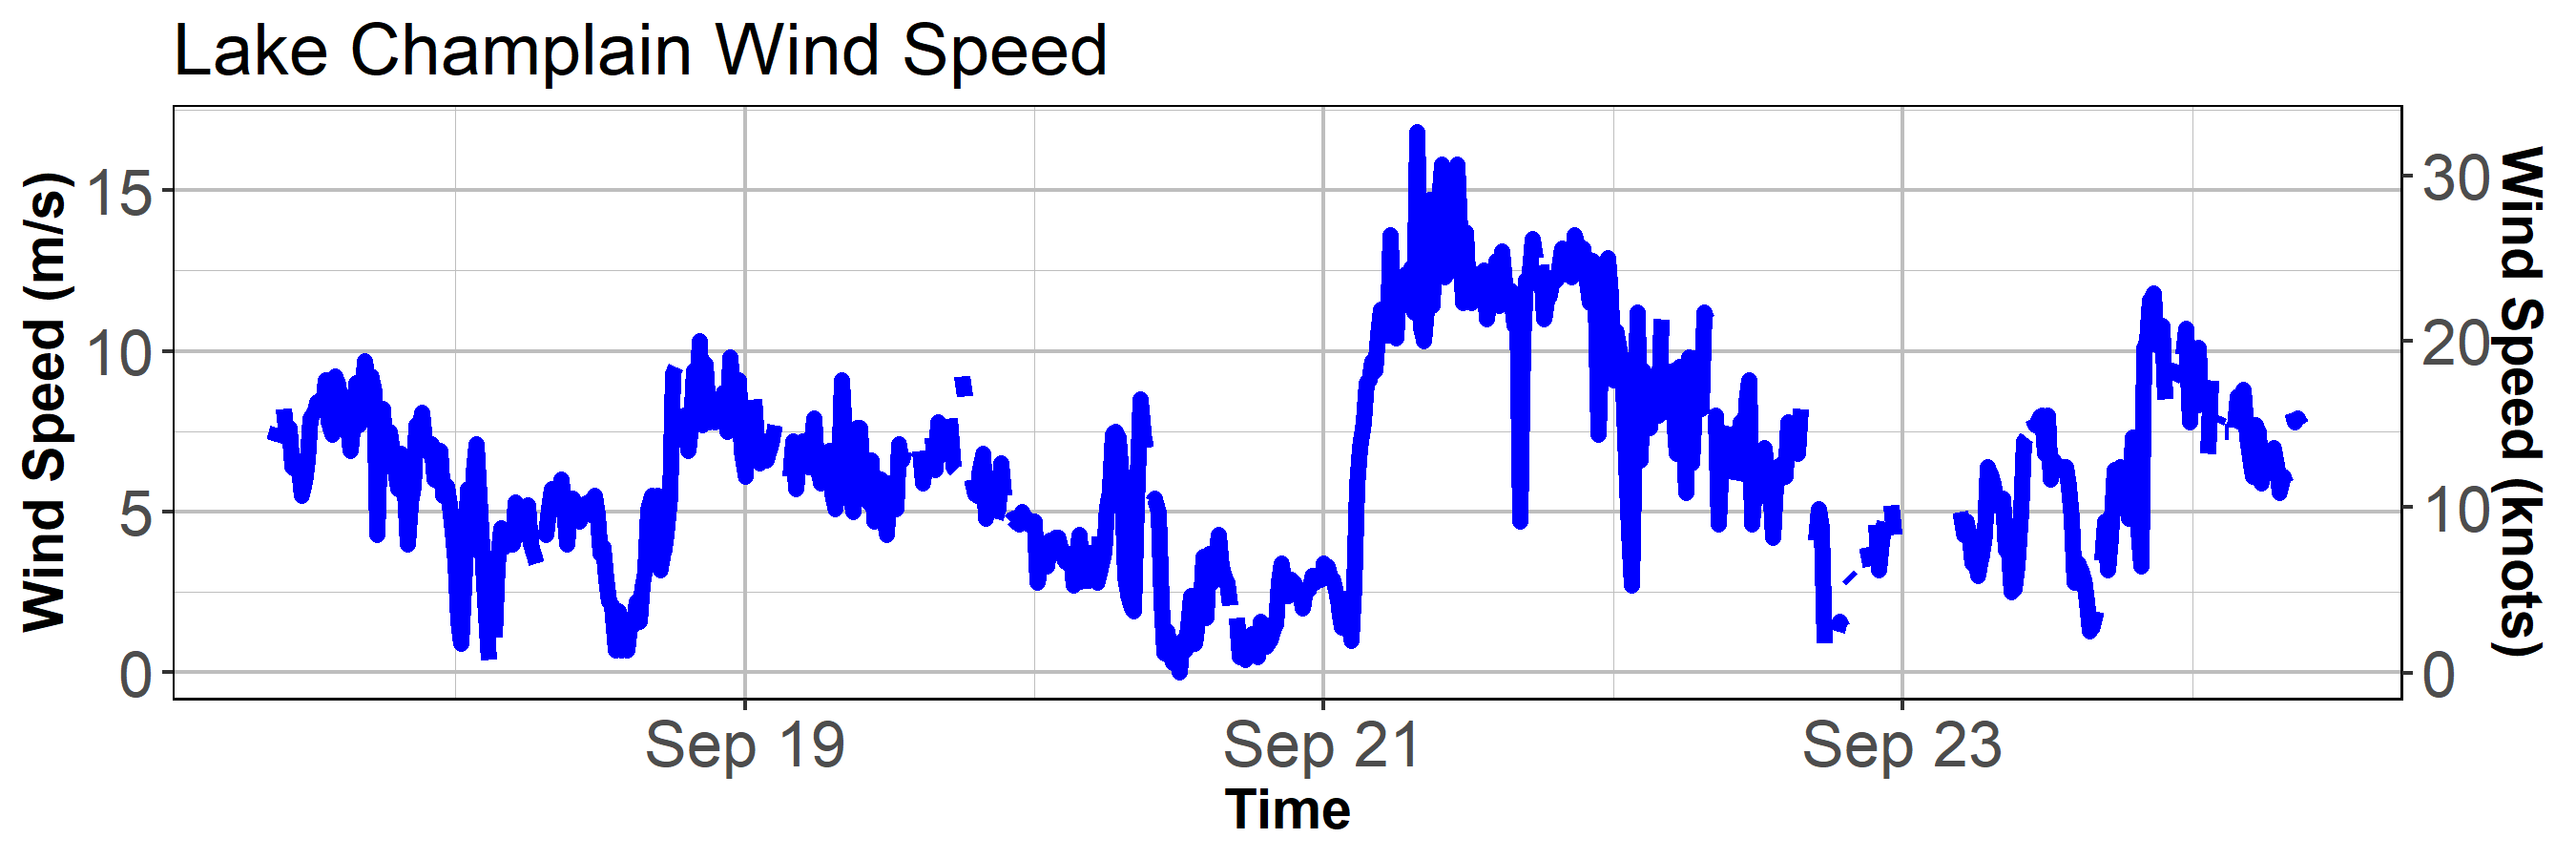 Lake Champlain Wind Speed
Wind Speed (m/s)
15
10
5
0
30
20
10
0
Wind Speed (knots)
Sep 19
Sep 21
Sep 23
Time